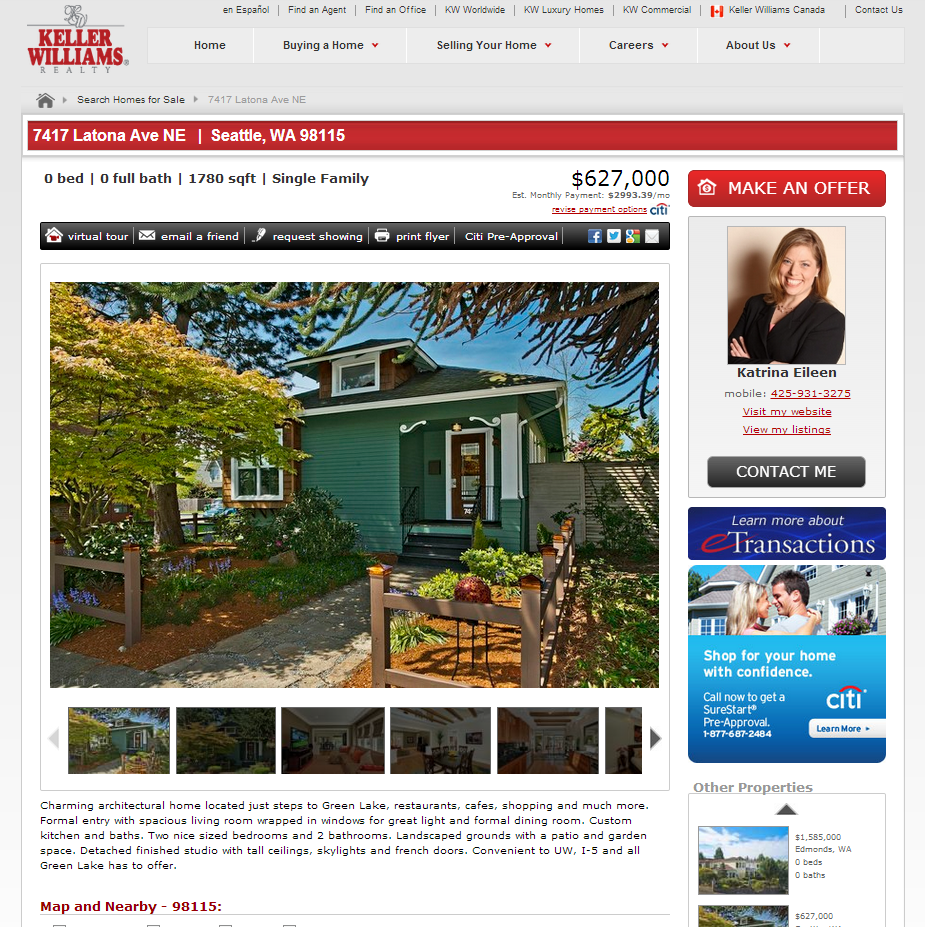 en Español
Find an Agent
Find an Office
KW Worldwide
KW Luxury Homes
KW Commercial
Keller Williams Canada
Contact Us
KELLER
WILLIAMS®
REALTY
Home
Buying a Home
Selling Your Home
Careers
About Us
Search Homes for Sale
7417 Latona Ave NE
7417 Latona Ave NE | Seattle, WA 98115
0 bed | 0 full bath | 1780 sqft | Single Family
$627,000
Est. Monthly Payment: $2993.39/mo
revise payment options citi
virtual tour
email a friend
request showing
print flyer
Citi Pre-Approval
1/11
Charming architectural home located just steps to Green Lake, restaurants, cafes, shopping and much more.
Formal entry with spacious living room wrapped in windows for great light and formal dining room. Custom
kitchen and baths. Two nice sized bedrooms and 2 bathrooms. Landscaped grounds with a patio and garden
space. Detached finished studio with tall ceilings, skylights and french doors. Convenient to UW, I-5 and all
Green Lake has to offer.
Map and Nearby - 98115:
MAKE AN OFFER
Katrina Eileen
mobile: 425-931-3275
Visit my website
View my listings
CONTACT ME
Learn more about
eTransactions
Shop for your home
with confidence.
Call now to get a
SureStart®
Pre-Approval.
1-877-687-2484
citi
Learn More
Other Properties
$1,585,000
Edmonds, WA
0 beds
0 baths
$627,000